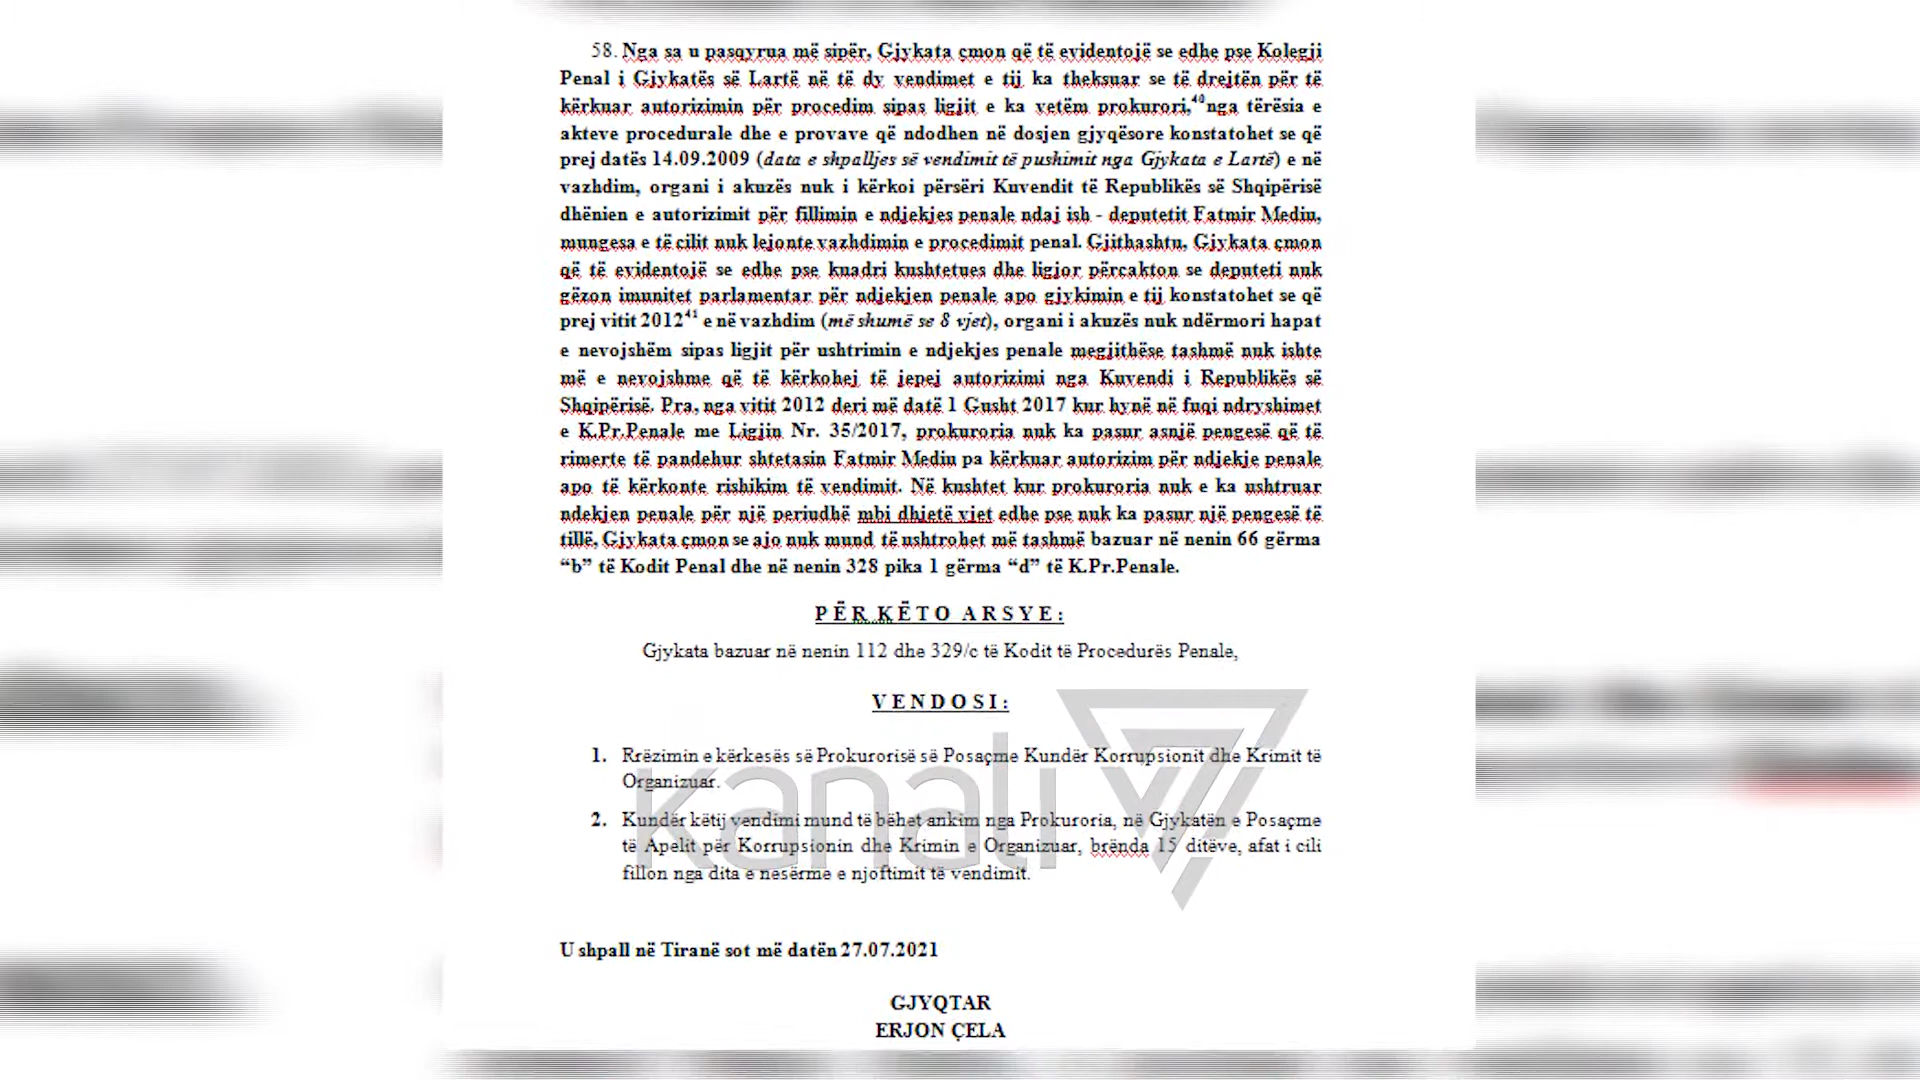 58. Nga sa u pasqyrua më sipër, Gjykata çmon që të evidentojë se edhe pse Kolegji
Penal i Gjykatës së Lartë në të dy vendimet e tij ka theksuar se të drejtën për të
kërkuar autorizimin për procedim sipas ligjit e ka vetëm prokurori,40nga tërësia e
akteve procedurale dhe e provave që ndodhen në dosjen gjyqësore konstatohet se që
prej datës 14.09.2009 (data e shpalljes së vendimit të pushimit nga Gjykata e Lartë) e në
vazhdim, organi i akuzës nuk i kërkoi përsëri Kuvendit të Republikës së Shqipërisë
dhënien e autorizimit për fillimin e ndjekjes penale ndaj ish - deputetit Fatmir Mediu,
mungesa e të cilit nuk lejonte vazhdimin e procedimit penal. Gjithashtu, Gjykata çmon
që të evidentojë se edhe pse kuadri kushtetues dhe ligjor përcakton se deputeti nuk
gëzon imunitet parlamentar për ndjekjen penale apo gjykimin e tij konstatohet se që
prej vitit 201241 e në vazhdim (më shumë se 8 vjet), organi i akuzës nuk ndërmori hapat
e nevojshëm sipas ligjit për ushtrimin e ndjekjes penale megjithëse tashmë nuk ishte
më e nevojshme që të kërkohej të jepej autorizimi nga Kuvendi i Republikës së
Shqipërisë. Pra, nga vitit 2012 deri më datë 1 Gusht 2017 kur hynë në fuqi ndryshimet
e K.Pr.Penale me Ligjin Nr. 35/2017, prokuroria nuk ka pasur asnjë pengesë që të
rimerte të pandehur shtetasin Fatmir Mediu pa kërkuar autorizim për ndjekje penale
apo të kërkonte rishikim të vendimit. Në kushtet kur prokuroria nuk e ka ushtruar
ndekjen penale për një periudhë mbi dhjetë vjet edhe pse nuk ka pasur një pengesë të
tillë, Gjykata çmon se ajo nuk mund të ushtrohet më tashmë bazuar në nenin 66 gërma
“b” të Kodit Penal dhe në nenin 328 pika 1 gërma “d” të K.Pr.Penale.
PËR KËTO ARSYE:
Gjykata bazuar në nenin 112 dhe 329/c të Kodit të Procedurës Penale,
VENDOSI:
1. Rrëzimin e kërkesës së Prokurorisë së Posaçme Kundër Korrupsionit dhe Krimit të
Organizuar.
2. Kundër këtij vendimi mund të bëhet ankim nga Prokuroria, në Gjykatën e Posaçme
të Apelit për Korrupsionin dhe Krimin e Organizuar, brënda 15 ditëve, afat i cili
fillon nga dita e nesërme e njoftimit të vendimit.
kanali 7
U shpall në Tiranë sot më datën 27.07.2021
GJYQTAR
ERJON ÇELA